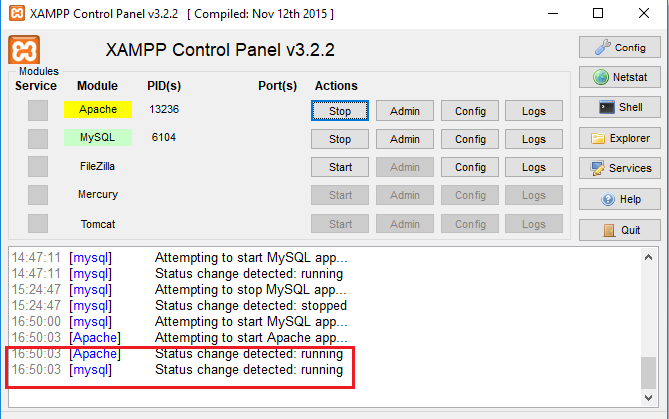 XAMPP Control Panel v3.2.2 [ Compiled: Nov 12th 2015 ]
XAMPP Control Panel v3.2.2
Config
Modules
Service Module PID(s) Port(s) Actions
Netstat
Apache 13236 Stop Admin Config Logs
Shell
MySQL 6104 Stop Admin Config Logs
Explorer
FileZilla Start Admin Config Logs
Services
Mercury Start Admin Config Logs
Help
Tomcat Start Admin Config Logs
Quit
14:47:11 [mysql] Attempting to start MySQL app...
14:47:11 [mysql] Status change detected: running
15:24:47 [mysql] Attempting to stop MySQL app...
15:24:47 [mysql] Status change detected: stopped
16:50:00 [mysql] Attempting to start MySQL app...
16:50:03 [Apache] Attempting to start Apache app...
16:50:03 [Apache] Status change detected: running
16:50:03 [mysql] Status change detected: running